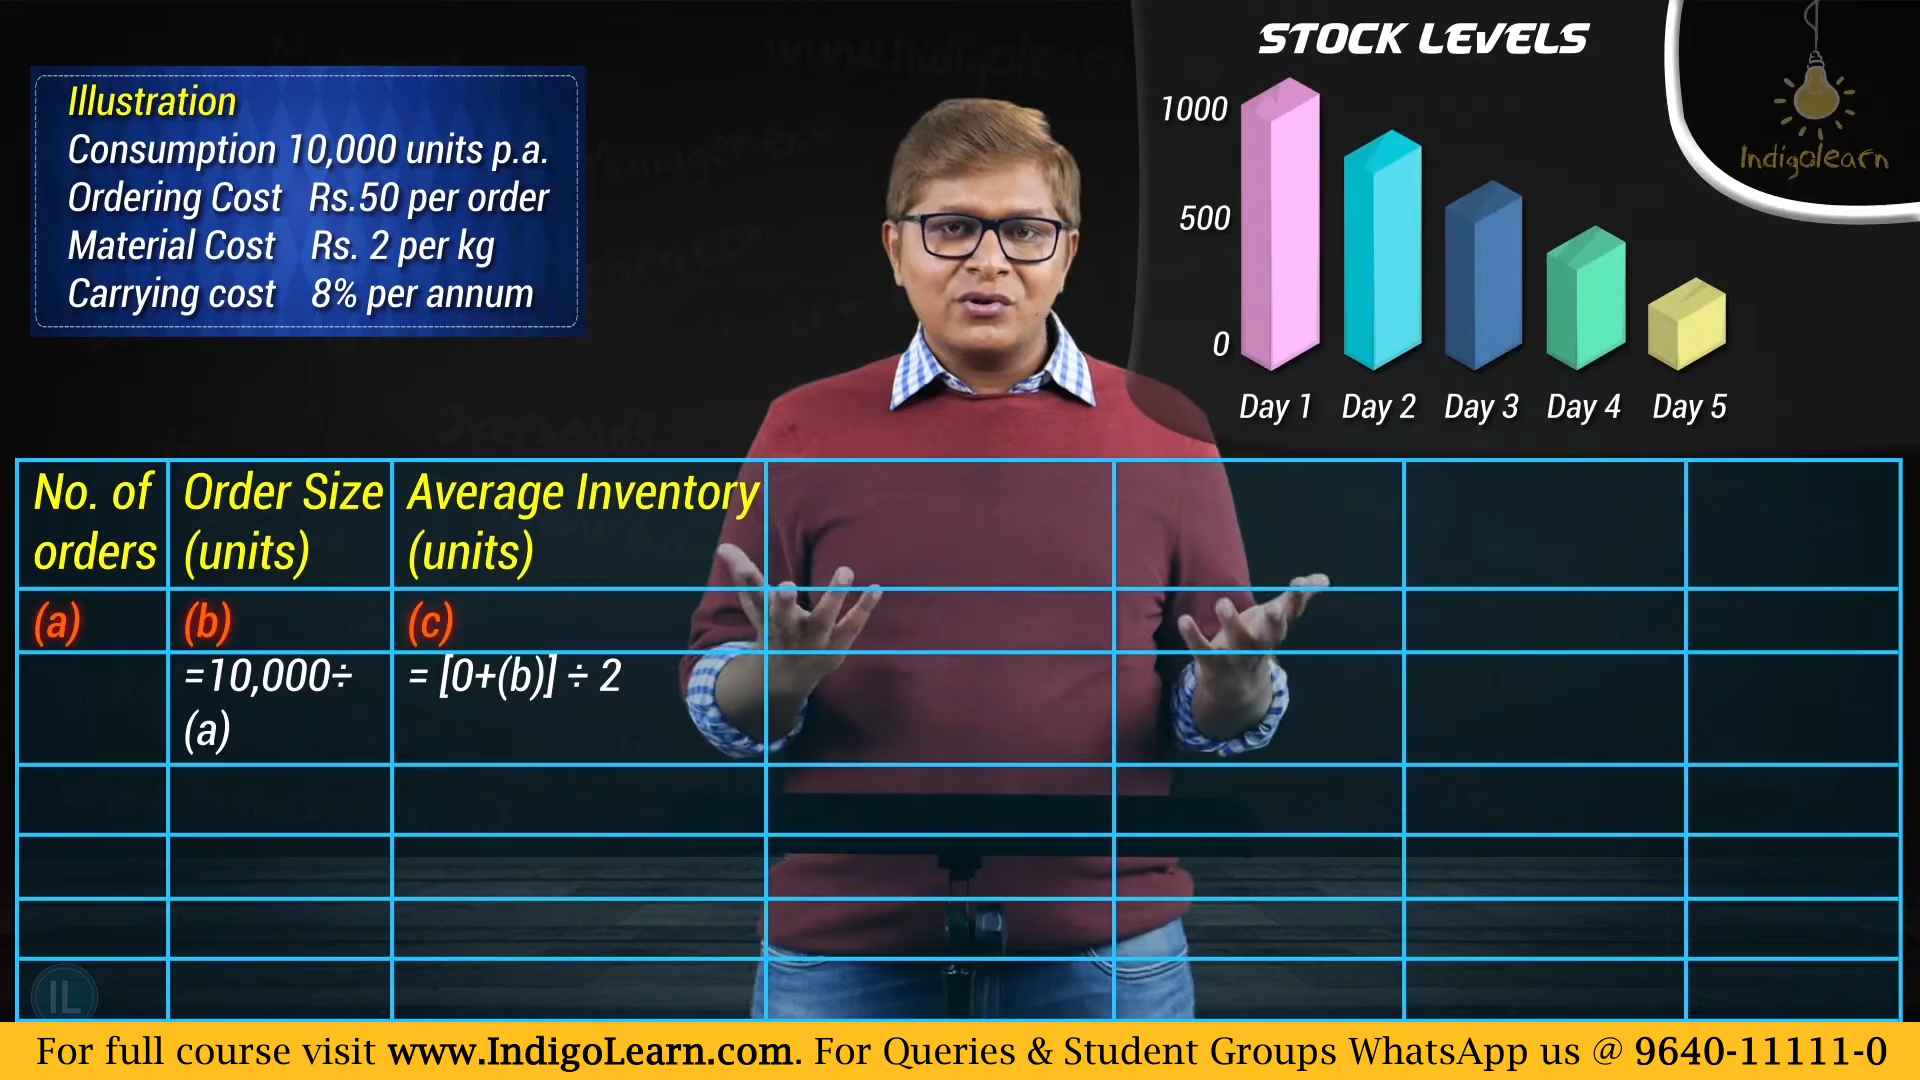 STOCK LEVELS
Illustration
Consumption 10,000 units p.a.
Ordering Cost Rs.50 per order
Material Cost Rs. 2 per kg
Carrying cost 8% per annum
1000
500
0
Day 1 Day 2 Day 3 Day 4 Day 5
Indigolearn
No. of orders
Order Size (units)
Average Inventory (units)
(a) (b) (c)
=10,000÷
(a)
= [0+(b)] ÷ 2
IL
For full course visit www.IndigoLearn.com. For Queries & Student Groups WhatsApp us @ 9640-11111-0